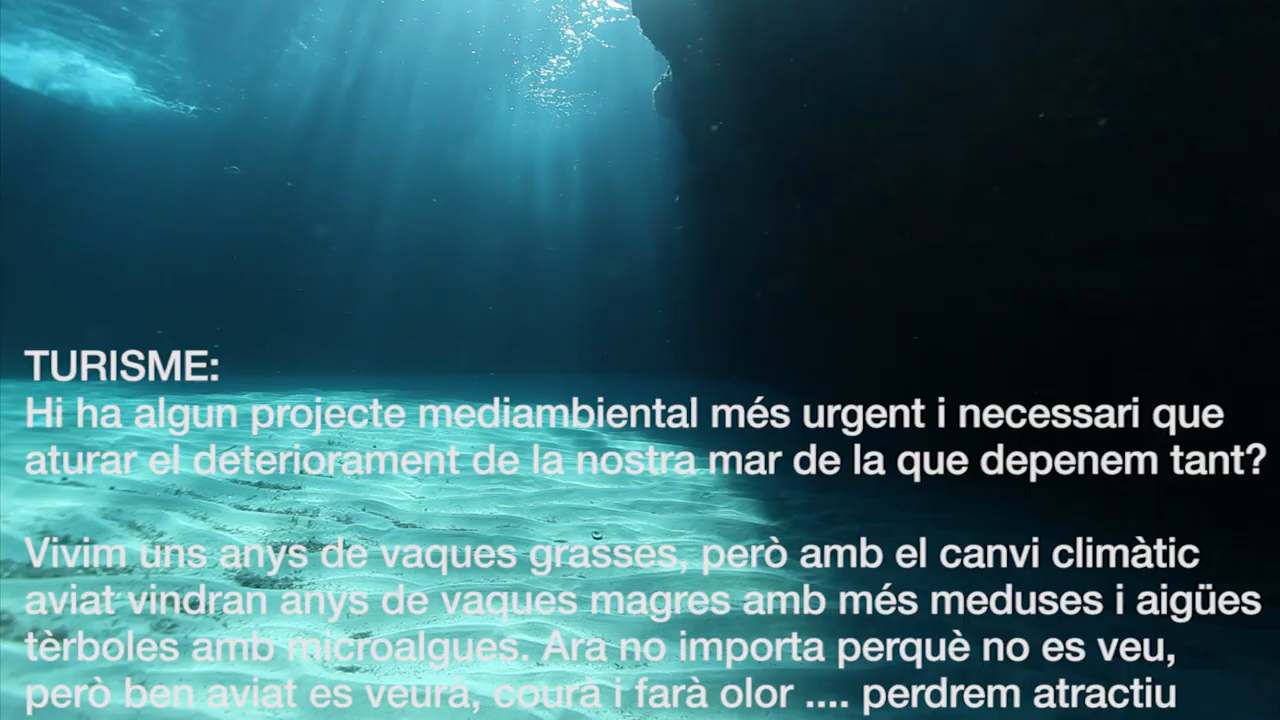 TURISME:
Hi ha algun projecte mediambiental més urgent i necessari que
aturar el deteriorament de la nostra mar de la que depenem tant?
Vivim uns anys de vaques grasses, però amb el canvi climàtic
aviat vindran anys de vaques magres amb més meduses i aigües
tèrboles amb microalgues. Ara no importa perquè no es veu,
però ben aviat es veurà, courà i farà olor .... perdrem atractiu